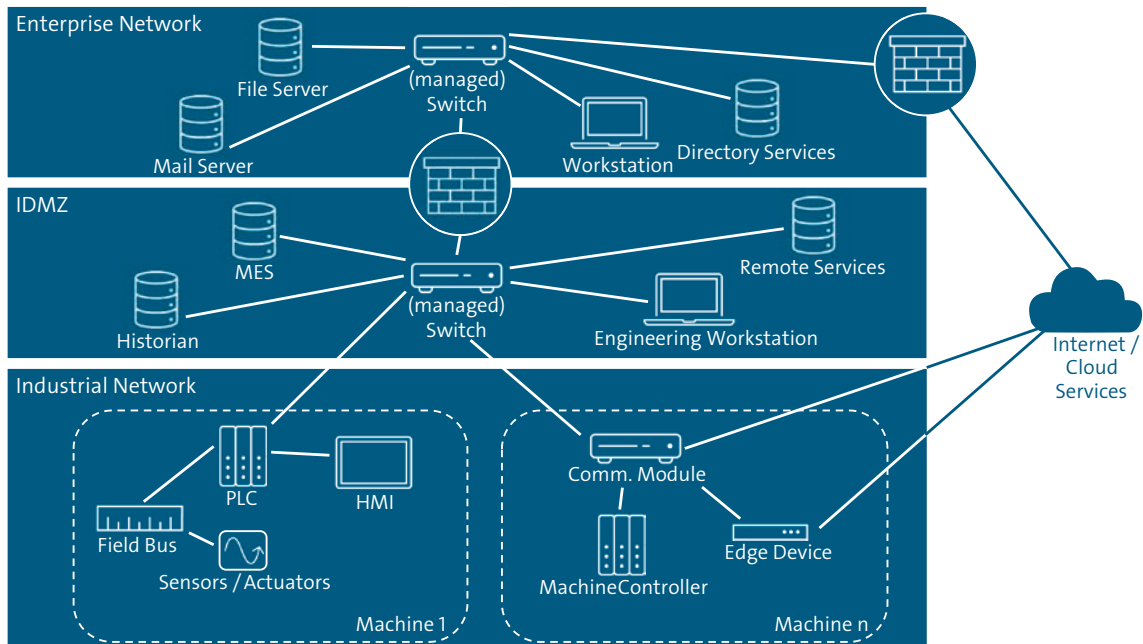 Enterprise Network
File Server
(managed)
Switch
Mail Server
Workstation
Directory Services
IDMZ
MES
Remote Services
(managed)
Switch
Historian
Engineering Workstation
Internet /
Cloud
Services
Industrial Network
PLC
HMI
Comm. Module
Field Bus
Edge Device
Sensors / Actuators
MachineController
Machine 1
Machine n